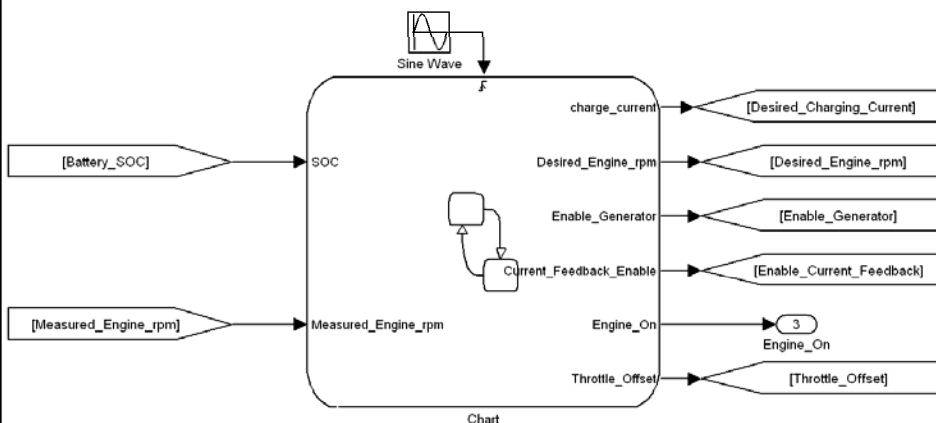 Sine Wave
charge_current
[Desired_Charging_Current]
[Battery_SOC]
SOC
Desired_Engine_rpm
[Desired_Engine_rpm]
Enable_Generator
[Enable_Generator]
Current_Feedback_Enable
[Enable_Current_Feedback]
[Measured_Engine_rpm]
Measured_Engine_rpm
Engine_On
3
Engine_On
Throttle_Offset
[Throttle_Offset]
Chart